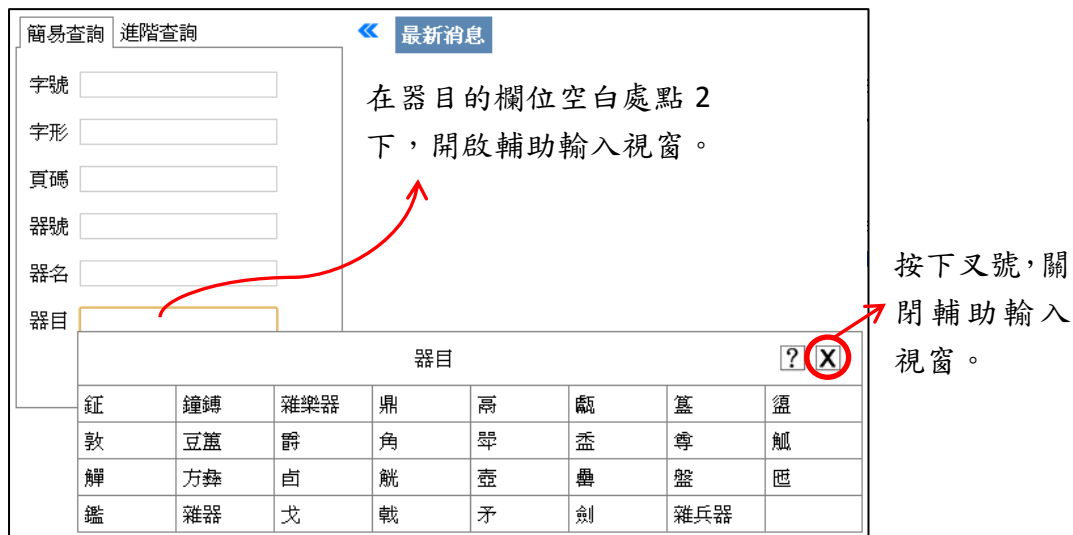 簡易查詢 進階查詢
最新消息
字號
字形
頁碼
器號
器名
器目
在器目的欄位空白處點 2
下,開啟輔助輸入視窗。
按下叉號,關
閉輔助輸入
視窗。
器目 ? X
鉦 鐘鎛 雜樂器 鼎 鬲 甗 簋 盨
敦 豆簠 爵 角 斝 盉 尊 觚
觶 方彝 卣 觥 壺 罍 盤 匜
鑑 雜器 戈 戟 矛 劍 雜兵器